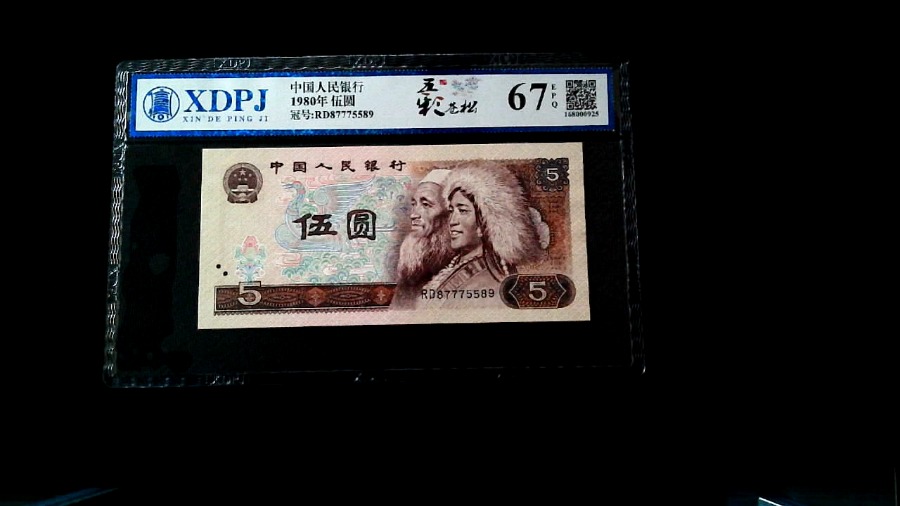 XDPJ
XIN DE PING JI
中国人民银行
1980年 伍圆
冠号:RD87775589
五彩苍松
67
EPQ
168000925
中国人民银行
5
伍圆
RD87775589
5
5